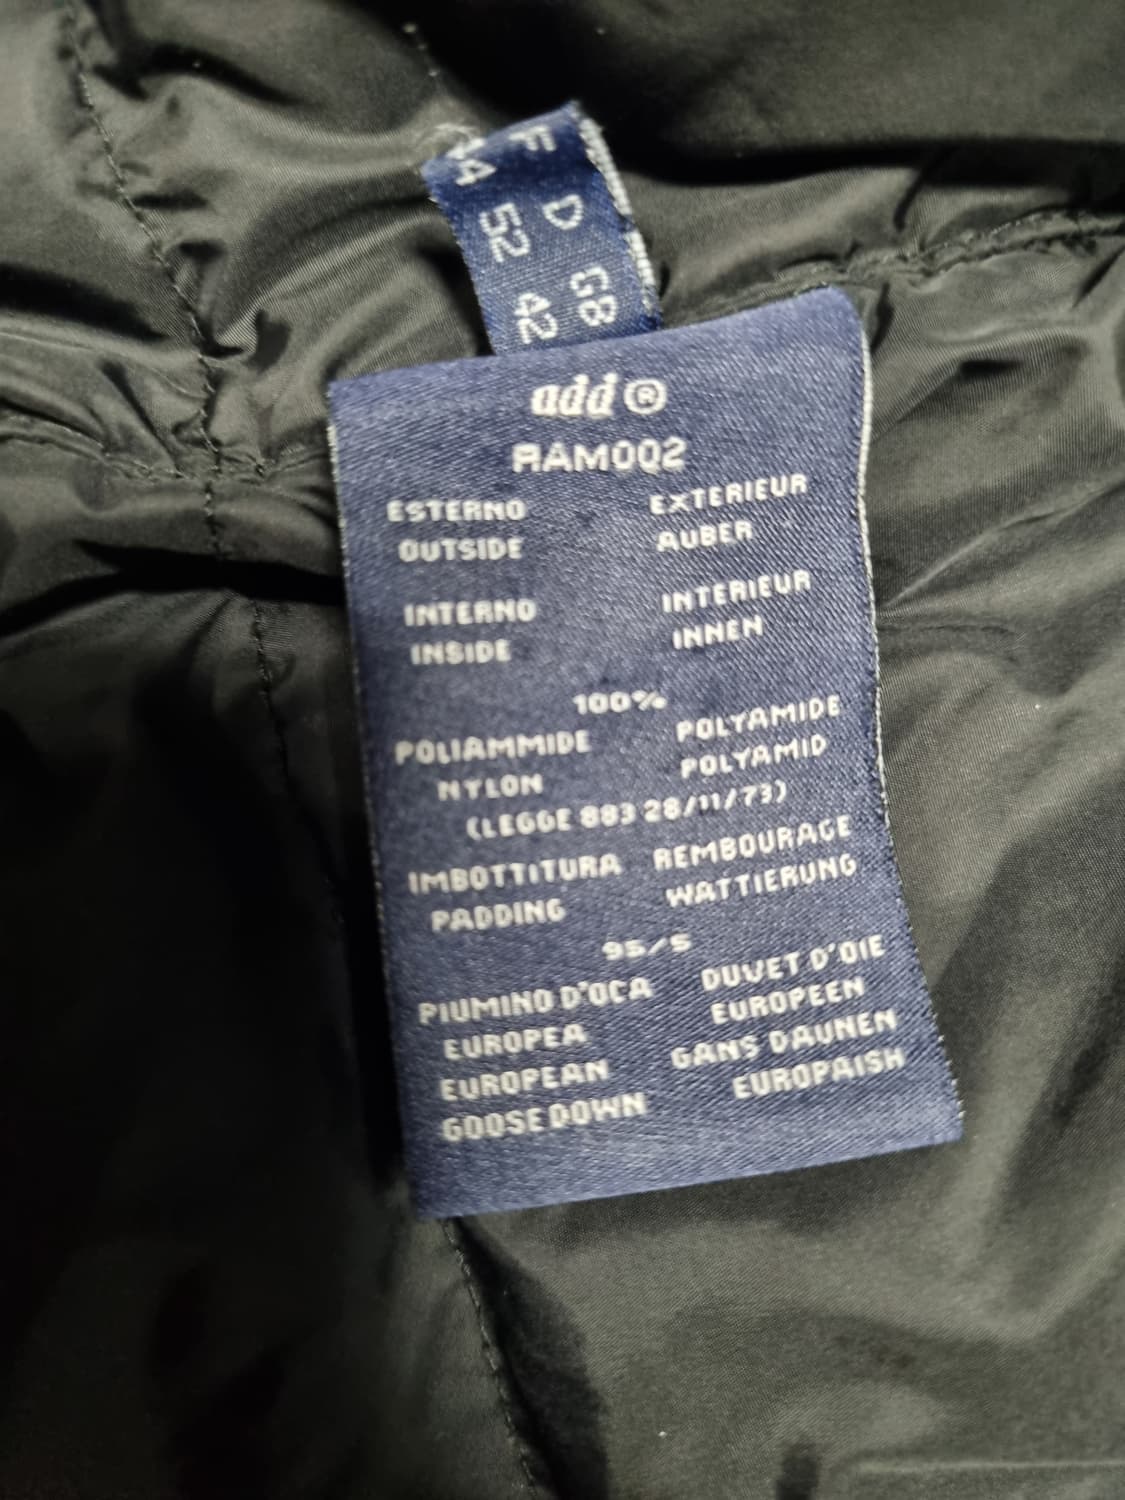 F D GB
44 52 42
add®
RAM002
ESTERNO EXTERIEUR
OUTSIDE AUBER
INTERNO INTERIEUR
INSIDE INNEN
100%
POLIAMMIDE POLYAMIDE
NYLON POLYAMID
(LEGGE 883 28/11/73)
IMBOTTITURA REMBOURAGE
PADDING WATTIERUNG
95/5
PIUMINO D'OCA DUVET D'OIE
EUROPEA EUROPEEN
EUROPEAN GANS DAUNEN
GOOSE DOWN EUROPAISH